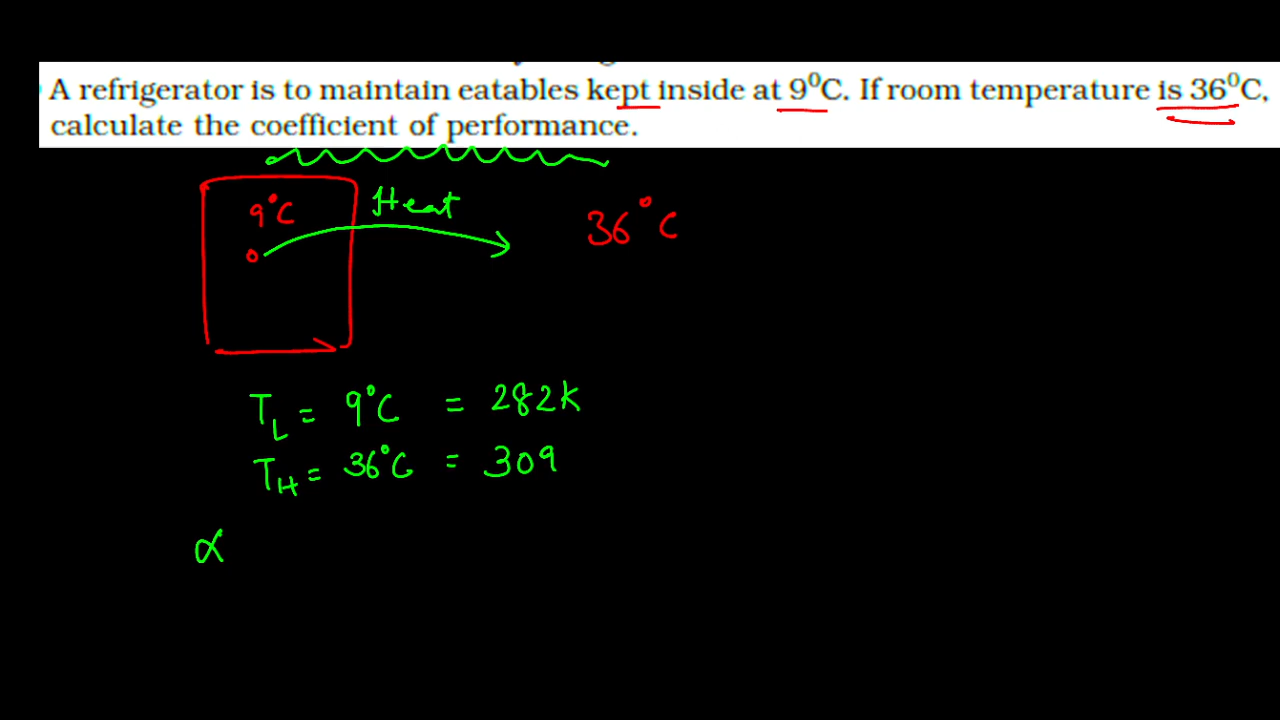 A refrigerator is to maintain eatables kept inside at 9⁰C. If room temperature is 36⁰C,
calculate the coefficient of performance.
9°C
Heat
36°C
T_L = 9°C = 282K
T_H = 36°C = 309
α